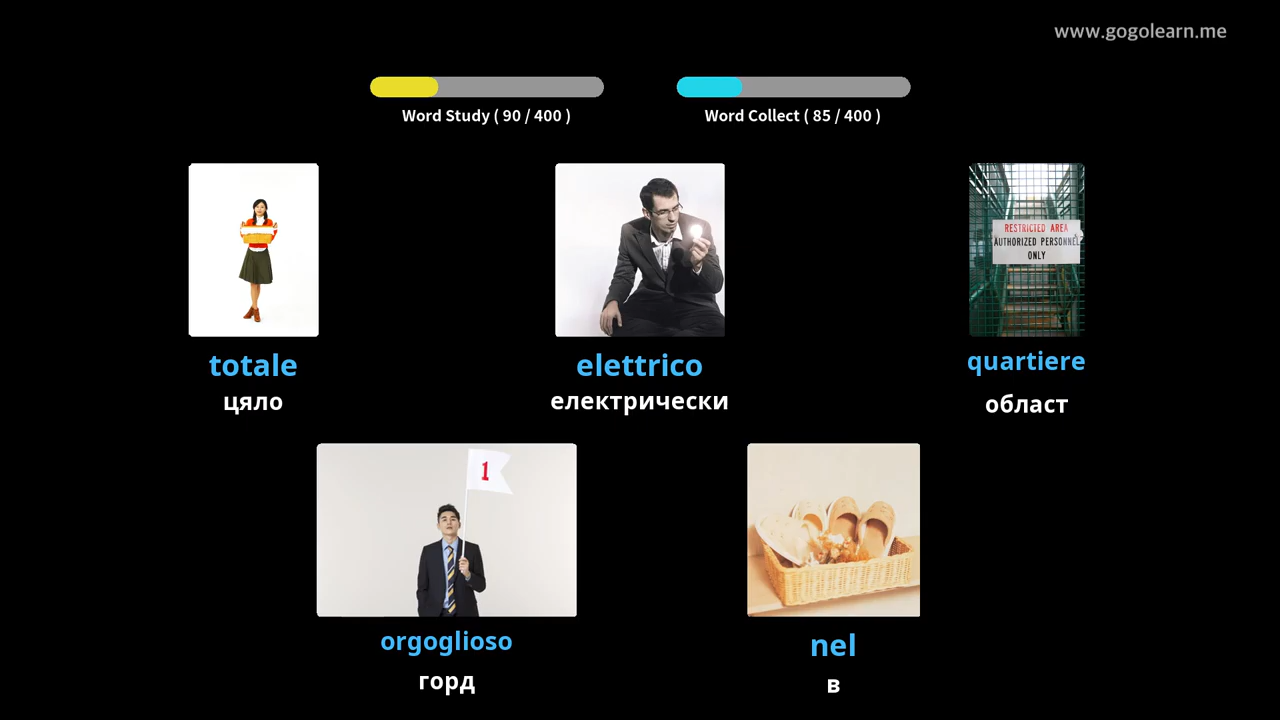 www.gogolearn.me
Word Study ( 90 / 400 )
Word Collect ( 85 / 400 )
RESTRICTED AREA
AUTHORIZED PERSONNEL
ONLY
totale
цяло
elettrico
електрически
quartiere
област
1
orgoglioso
горд
nel
в